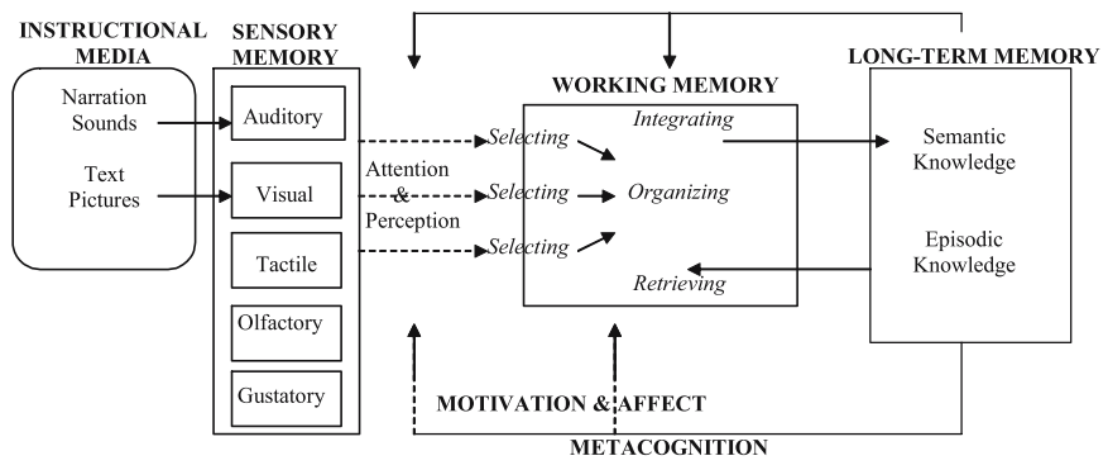 INSTRUCTIONAL
MEDIA
Narration
Sounds
Text
Pictures
SENSORY
MEMORY
Auditory
Visual
Tactile
Olfactory
Gustatory
Attention
&
Perception
Selecting
Selecting
Selecting
WORKING MEMORY
Integrating
Organizing
Retrieving
LONG-TERM MEMORY
Semantic
Knowledge
Episodic
Knowledge
MOTIVATION & AFFECT
METACOGNITION